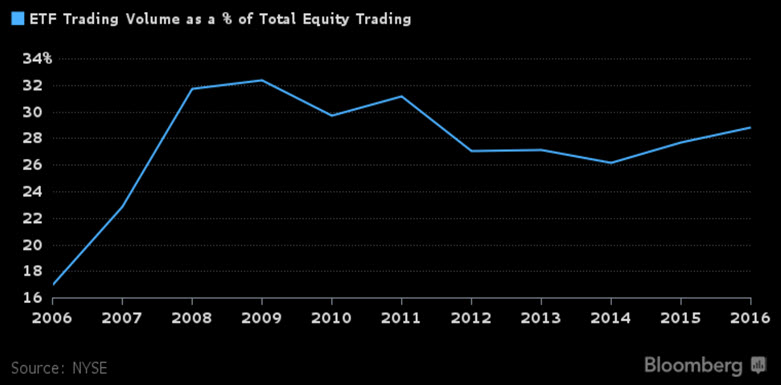 ETF Trading Volume as a % of Total Equity Trading
34%
32
30
28
26
24
22
20
18
16
2006 2007 2008 2009 2010 2011 2012 2013 2014 2015 2016
Source: NYSE
Bloomberg